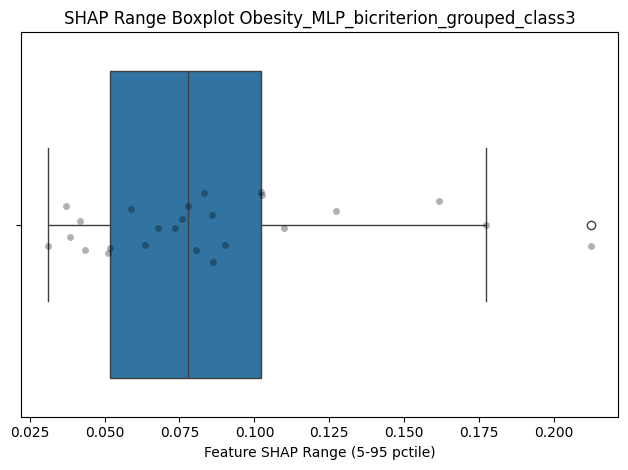 SHAP Range Boxplot Obesity_MLP_bicriterion_grouped_class3
0.025 0.050 0.075 0.100 0.125 0.150 0.175 0.200
Feature SHAP Range (5-95 pctile)